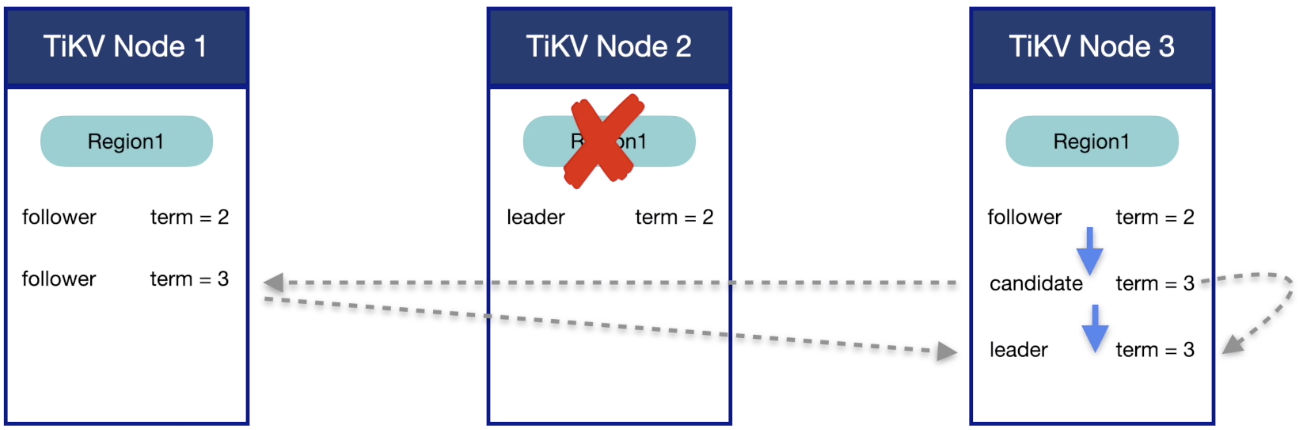 TiKV Node 1
Region1
follower term = 2
follower term = 3
TiKV Node 2
leader term = 2
TiKV Node 3
Region1
follower term = 2
candidate term = 3
leader term = 3